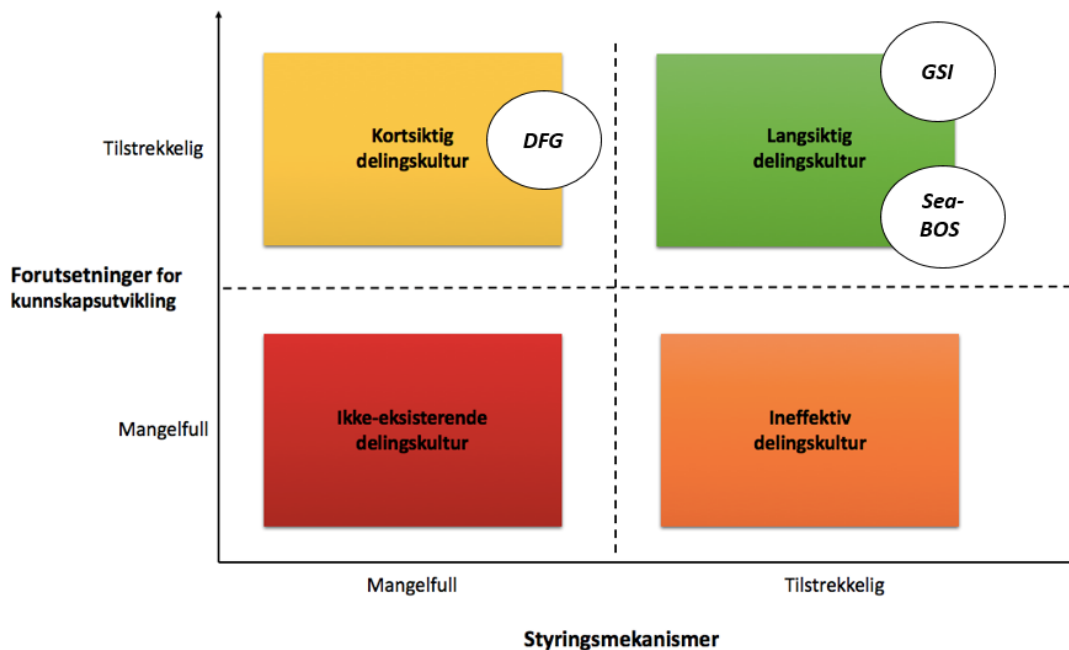 Tilstrekkelig
Kortsiktig
delingskultur
DFG
Langsiktig
delingskultur
GSI
Sea-
BOS
Forutsetninger for
kunnskapsutvikling
Mangelfull
Ikke-eksisterende
delingskultur
Ineffektiv
delingskultur
Mangelfull
Tilstrekkelig
Styringsmekanismer